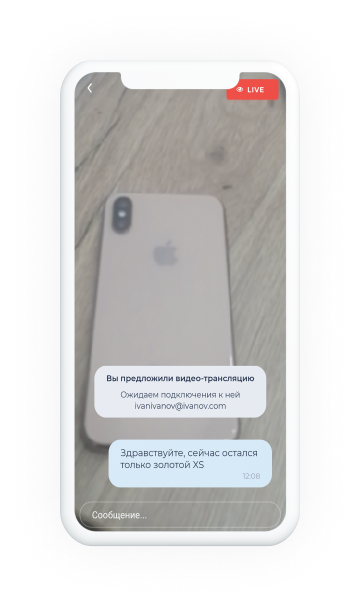 LIVE
Вы предложили видео-трансляцию
Ожидаем подключения к ней
ivanivanov@ivanov.com
Здравствуйте, сейчас остался
только золотой XS
12:08
Сообщение...